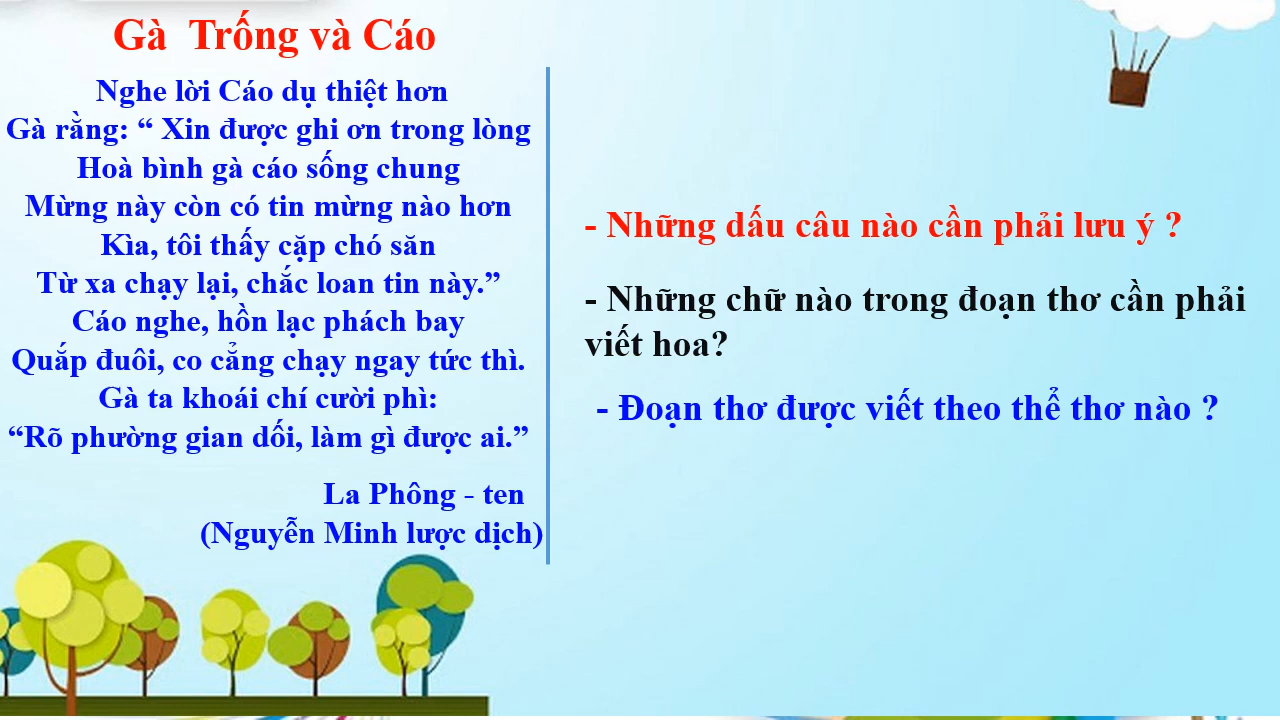 Gà Trống và Cáo
Nghe lời Cáo dụ thiệt hơn
Gà rằng: “ Xin được ghi ơn trong lòng
Hoà bình gà cáo sống chung
Mừng này còn có tin mừng nào hơn
Kìa, tôi thấy cặp chó săn
Từ xa chạy lại, chắc loan tin này.”
Cáo nghe, hồn lạc phách bay
Quắp đuôi, co cẳng chạy ngay tức thì.
Gà ta khoái chí cười phì:
“Rõ phường gian dối, làm gì được ai.”
La Phông - ten
(Nguyễn Minh lược dịch)
- Những dấu câu nào cần phải lưu ý ?
- Những chữ nào trong đoạn thơ cần phải
viết hoa?
- Đoạn thơ được viết theo thể thơ nào ?